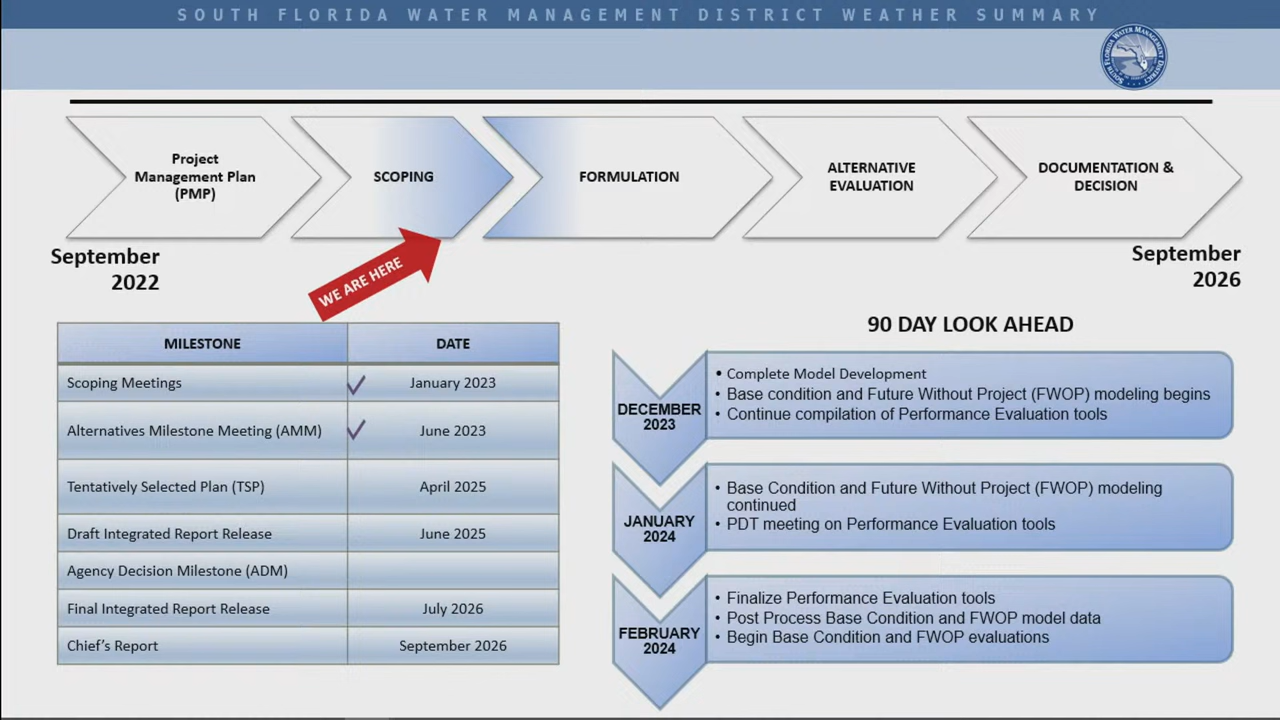 SOUTH FLORIDA WATER MANAGEMENT DISTRICT WEATHER SUMMARY
SOUTH FLORIDA WATER MANAGEMENT DISTRICT
Project
Management Plan
(PMP)
SCOPING
FORMULATION
ALTERNATIVE
EVALUATION
DOCUMENTATION &
DECISION
September
2022
WE ARE HERE
September
2026
MILESTONE DATE
Scoping Meetings January 2023
Alternatives Milestone Meeting (AMM) June 2023
Tentatively Selected Plan (TSP) April 2025
Draft Integrated Report Release June 2025
Agency Decision Milestone (ADM)
Final Integrated Report Release July 2026
Chief’s Report September 2026
90 DAY LOOK AHEAD
DECEMBER
2023
• Complete Model Development
• Base condition and Future Without Project (FWOP) modeling begins
• Continue compilation of Performance Evaluation tools
JANUARY
2024
• Base Condition and Future Without Project (FWOP) modeling
continued
• PDT meeting on Performance Evaluation tools
FEBRUARY
2024
• Finalize Performance Evaluation tools
• Post Process Base Condition and FWOP model data
• Begin Base Condition and FWOP evaluations